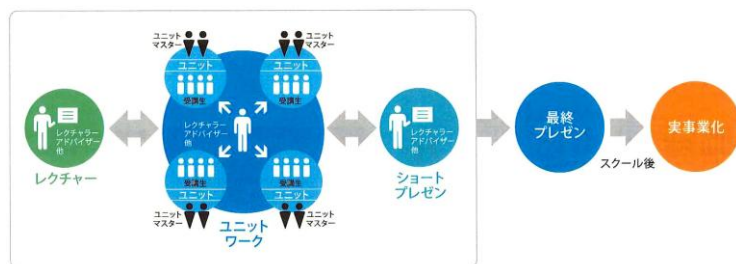 レクチャラー
アドバイザー
他
レクチャー
ユニット
マスター
ユニット
受講生
ユニット
マスター
ユニット
受講生
レクチャラー
アドバイザー
他
受講生
ユニット
ユニット
マスター
受講生
ユニット
ユニット
マスター
ユニット
ワーク
レクチャラー
アドバイザー
他
ショート
プレゼン
最終
プレゼン
スクール後
実事業化